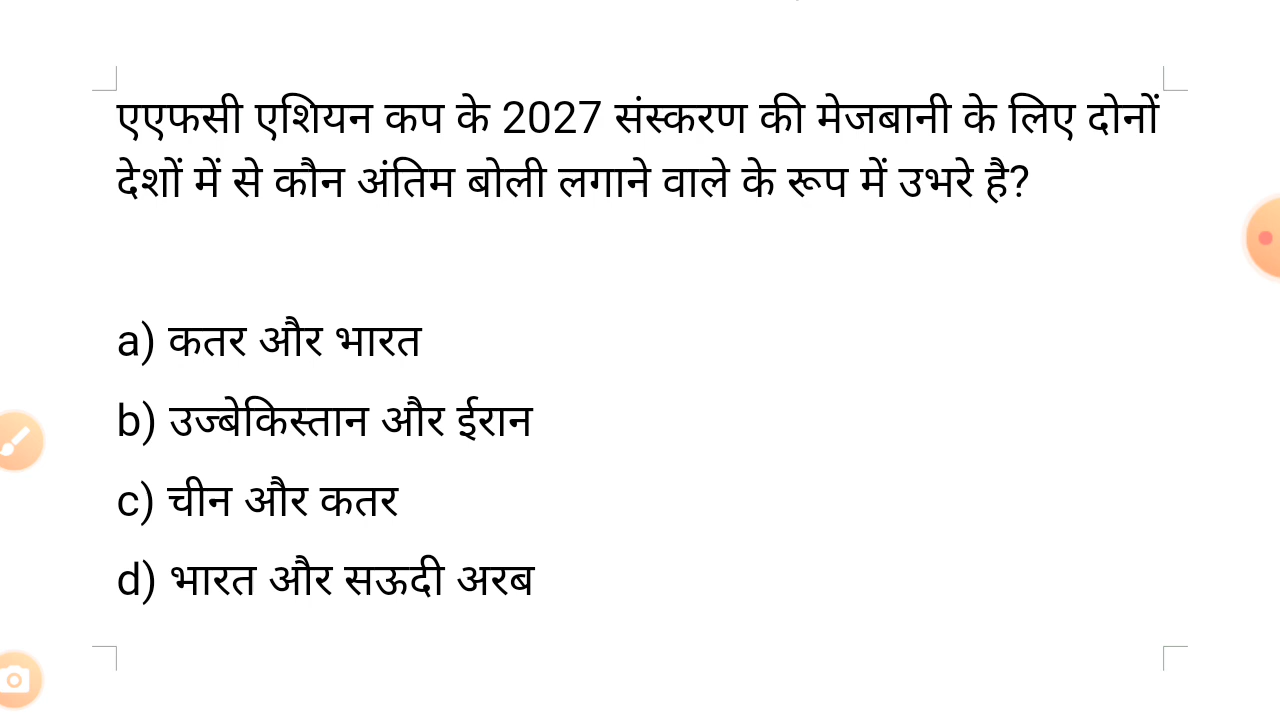 एएफसी एशियन कप के 2027 संस्करण की मेजबानी के लिए दोनों
देशों में से कौन अंतिम बोली लगाने वाले के रूप में उभरे है?
a) कतर और भारत
b) उज्बेकिस्तान और ईरान
c) चीन और कतर
d) भारत और सऊदी अरब